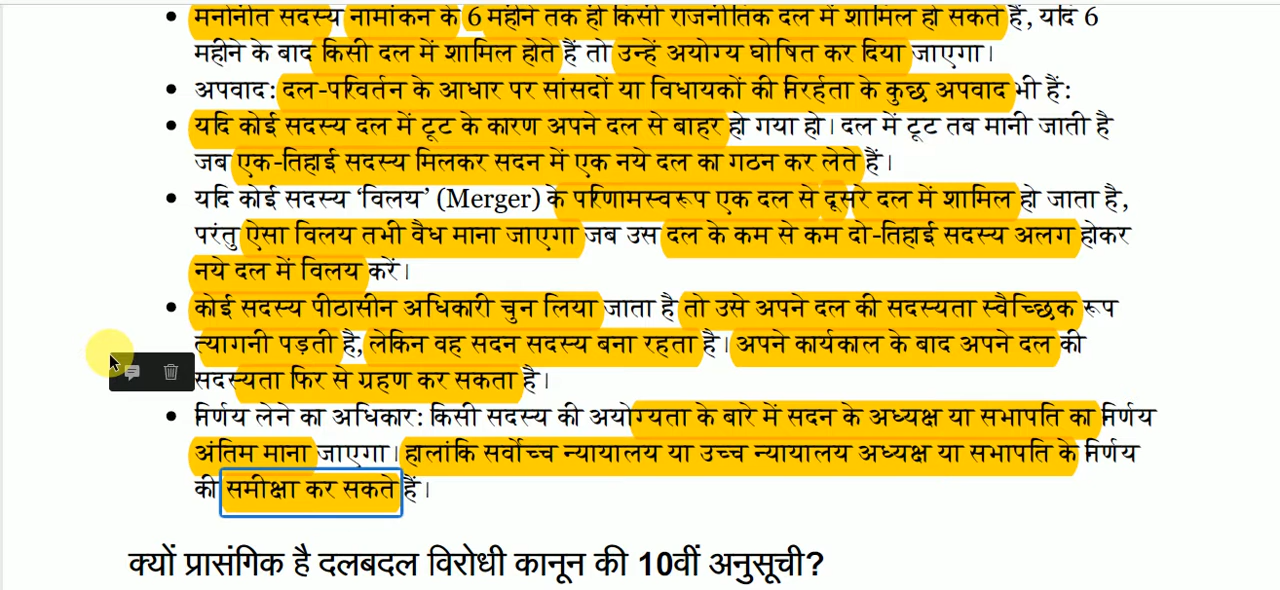 मनोनीत सदस्य नामांकन के 6 महीने तक ही किसी राजनीतिक दल में शामिल हो सकते हैं, यदि 6
महीने के बाद किसी दल में शामिल होते हैं तो उन्हें अयोग्य घोषित कर दिया जाएगा।
• अपवाद: दल-परिवर्तन के आधार पर सांसदों या विधायकों की निरर्हता के कुछ अपवाद भी हैं:
• यदि कोई सदस्य दल में टूट के कारण अपने दल से बाहर हो गया हो। दल में टूट तब मानी जाती है
जब एक-तिहाई सदस्य मिलकर सदन में एक नये दल का गठन कर लेते हैं।
• यदि कोई सदस्य ‘विलय’ (Merger) के परिणामस्वरूप एक दल से दूसरे दल में शामिल हो जाता है,
परंतु ऐसा विलय तभी वैध माना जाएगा जब उस दल के कम से कम दो-तिहाई सदस्य अलग होकर
नये दल में विलय करें।
• कोई सदस्य पीठासीन अधिकारी चुन लिया जाता है तो उसे अपने दल की सदस्यता स्वैच्छिक रूप
त्यागनी पड़ती है, लेकिन वह सदन सदस्य बना रहता है। अपने कार्यकाल के बाद अपने दल की
सदस्यता फिर से ग्रहण कर सकता है।
• निर्णय लेने का अधिकार: किसी सदस्य की अयोग्यता के बारे में सदन के अध्यक्ष या सभापति का निर्णय
अंतिम माना जाएगा। हालांकि सर्वोच्च न्यायालय या उच्च न्यायालय अध्यक्ष या सभापति के निर्णय
की समीक्षा कर सकते हैं।
क्यों प्रासंगिक है दलबदल विरोधी कानून की 10वीं अनुसूची?